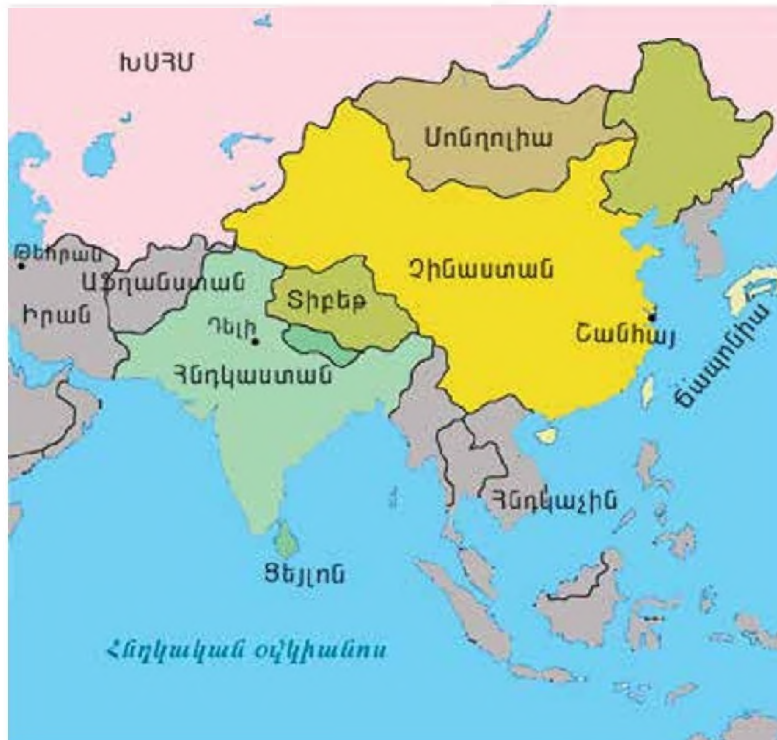 ԽՍՀՄ
Մոնղոլիա
Թեհրան
Աֆղանստան
Չինաստան
Իրան
Տիբեթ
Դելի
Շանհայ
Ճապոնիա
Հնդկաստան
Հնդկաչին
Ցեյլոն
Հնդկական օվկիանոս